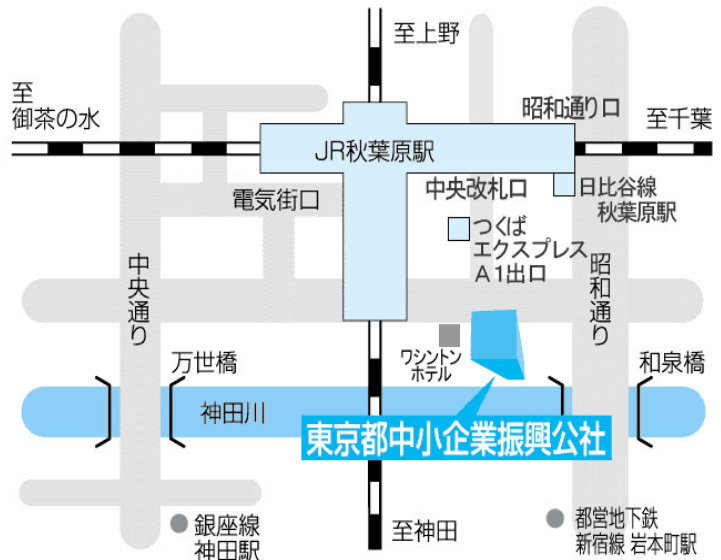 至上野
至
御茶の水
昭和通り口
至千葉
JR秋葉原駅
電気街口
中央改札口
日比谷線
秋葉原駅
つくば
エクスプレス
A1出口
中央通り
昭和通り
万世橋
ワシントン
ホテル
和泉橋
神田川
東京都中小企業振興公社
銀座線
神田駅
至神田
都営地下鉄
新宿線 岩本町駅